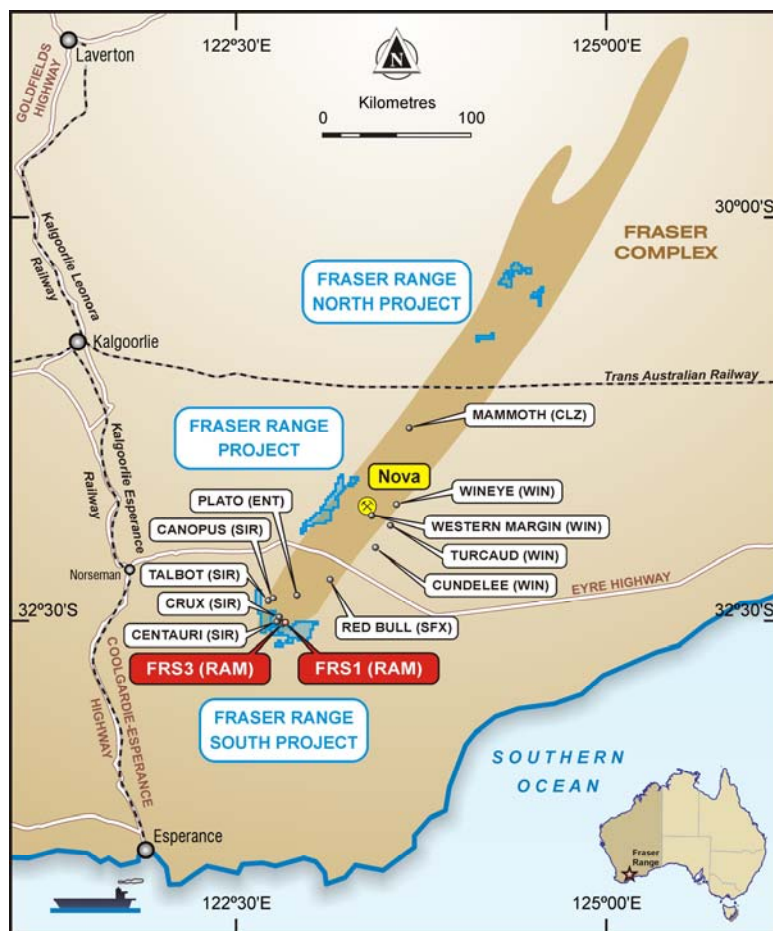 122º30'E
125º00'E
Laverton
GOLDFIELDS
HIGHWAY
N
Kilometres
0
100
30º00'S
FRASER
COMPLEX
Kalgoorlie Leonora
Railway
FRASER RANGE
NORTH PROJECT
Kalgoorlie
Trans Australian Railway
MAMMOTH (CLZ)
FRASER RANGE
PROJECT
Kalgoorlie Esperance
Railway
Nova
PLATO (ENT)
WINEYE (WIN)
CANOPUS (SIR)
WESTERN MARGIN (WIN)
TURCAUD (WIN)
Norseman
TALBOT (SIR)
CUNDELEE (WIN)
EYRE HIGHWAY
CRUX (SIR)
32º30'S
32º30'S
CENTAURI (SIR)
RED BULL (SFX)
FRS3 (RAM)
FRS1 (RAM)
COOLGARDIE-ESPERANCE
HIGHWAY
FRASER RANGE
SOUTH PROJECT
SOUTHERN
OCEAN
Esperance
Fraser
Range
122º30'E
125º00'E